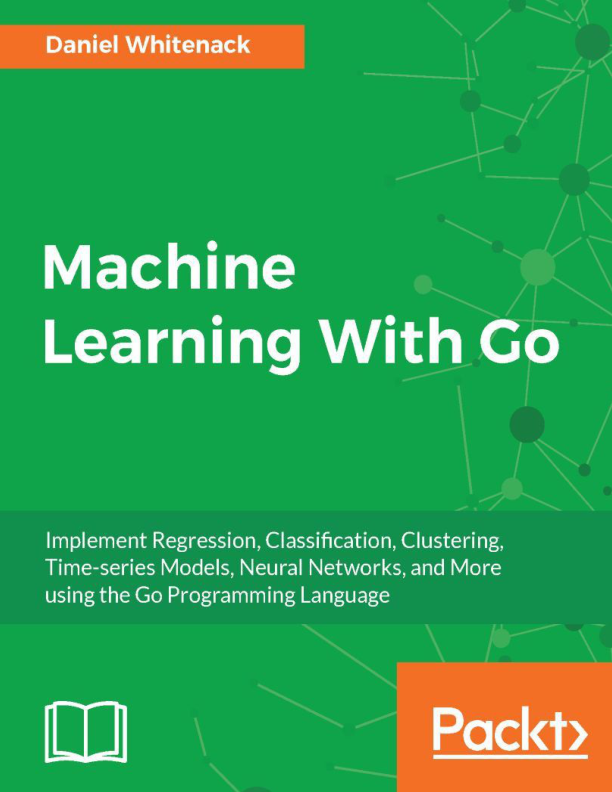 Daniel Whitenack
Machine
Learning With Go
Implement Regression, Classification, Clustering,
Time-series Models, Neural Networks, and More
using the Go Programming Language
Packt>